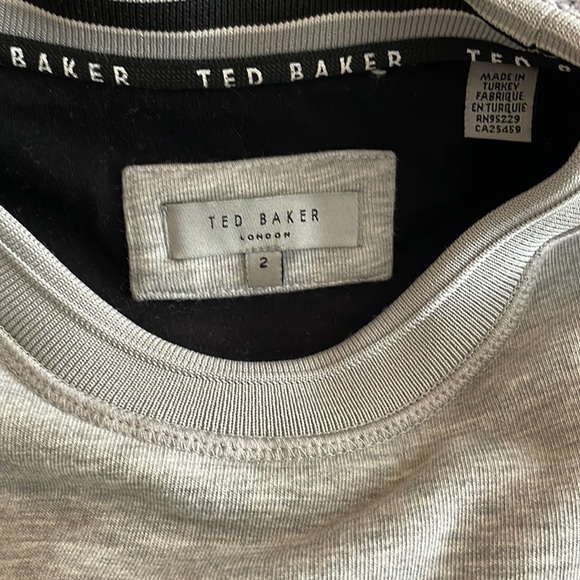 BAKER TED BAKER TED B
MADE IN
TURKEY
FABRIQUE
EN TURQUIE
RN95229
CA25459
TED BAKER
LONDON
2